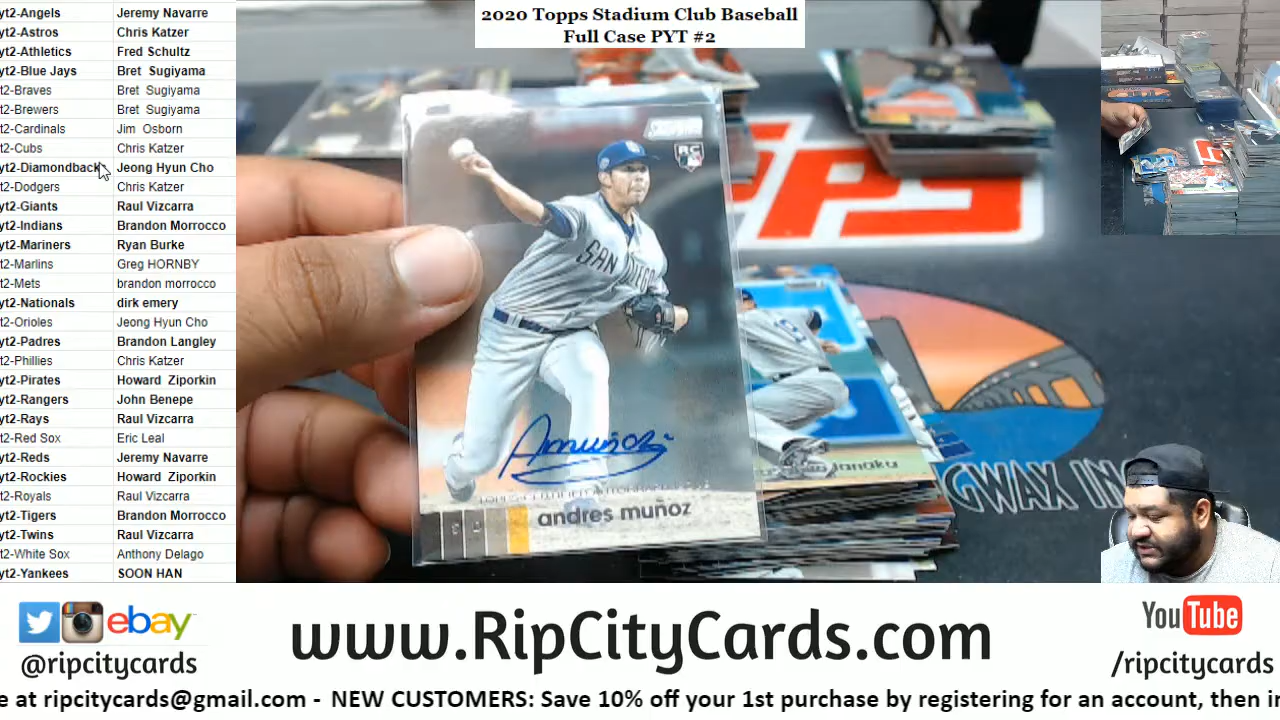 yt2-Angels Jeremy Navarre
yt2-Astros Chris Katzer
yt2-Athletics Fred Schultz
yt2-Blue Jays Bret Sugiyama
t2-Braves Bret Sugiyama
t2-Brewers Bret Sugiyama
t2-Cardinals Jim Osborn
t2-Cubs Chris Katzer
yt2-Diamondback Jeong Hyun Cho
t2-Dodgers Chris Katzer
yt2-Giants Raul Vizcarra
yt2-Indians Brandon Morrocco
yt2-Mariners Ryan Burke
t2-Marlins Greg HORNBY
t2-Mets brandon morrocco
yt2-Nationals dirk emery
t2-Orioles Jeong Hyun Cho
yt2-Padres Brandon Langley
t2-Phillies Chris Katzer
yt2-Pirates Howard Ziporkin
yt2-Rangers John Benepe
yt2-Rays Raul Vizcarra
t2-Red Sox Eric Leal
yt2-Reds Jeremy Navarre
yt2-Rockies Howard Ziporkin
t2-Royals Raul Vizcarra
yt2-Tigers Brandon Morrocco
yt2-Twins Raul Vizcarra
t2-White Sox Anthony Delago
yt2-Yankees SOON HAN
2020 Topps Stadium Club Baseball
Full Case PYT #2
RC
SAN DIEGO
Amuñoz
andres muñoz
Tanaka
PPS
GWAX IN
ebay
@ripcitycards
www.RipCityCards.com
YouTube
/ripcitycards
e at ripcitycards@gmail.com - NEW CUSTOMERS: Save 10% off your 1st purchase by registering for an account, then in